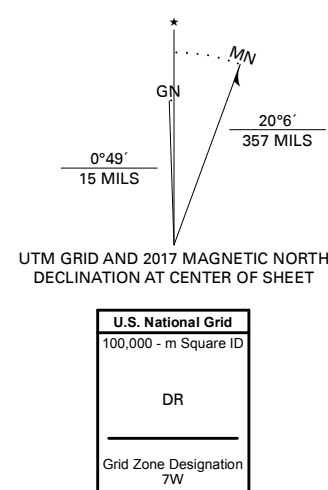 MN
GN
20°6´
357 MILS
0°49´
15 MILS
UTM GRID AND 2017 MAGNETIC NORTH
DECLINATION AT CENTER OF SHEET
U.S. National Grid
100,000 - m Square ID
DR
Grid Zone Designation
7W